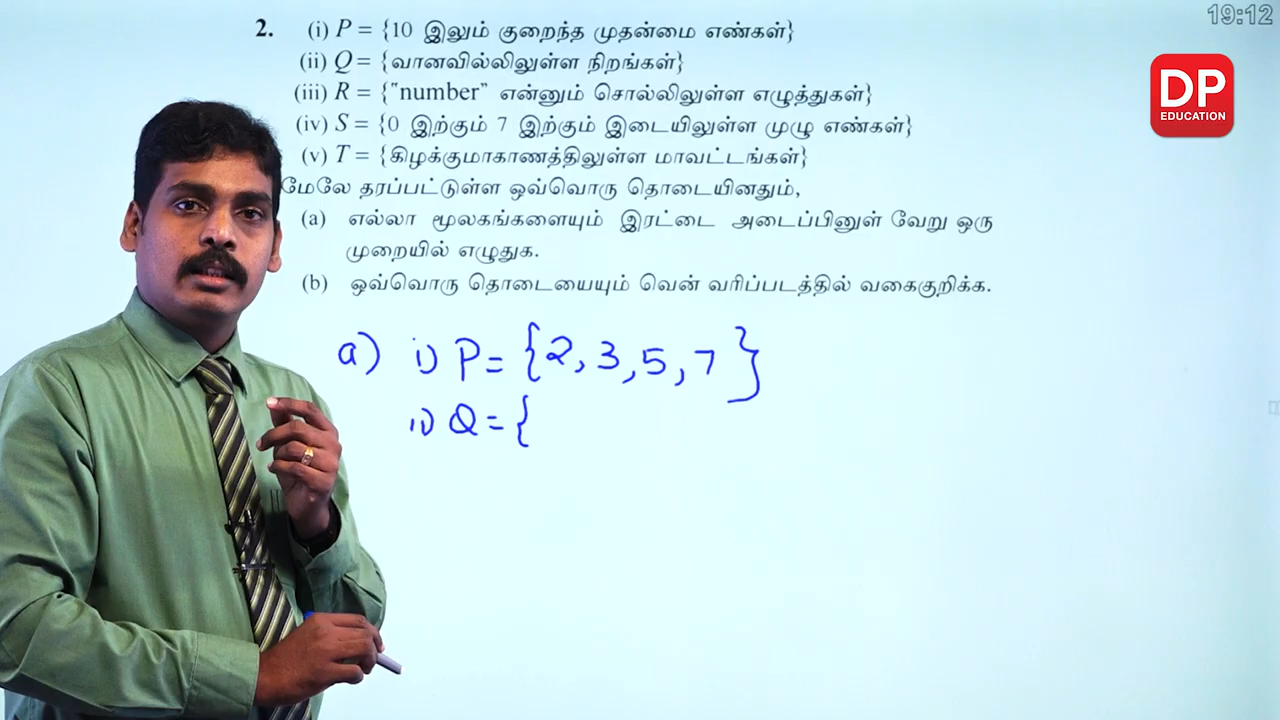 19:12
2. (i) P = {10 இலும் குறைந்த முதன்மை எண்கள்}
(ii) Q = {வானவில்லிலுள்ள நிறங்கள்}
(iii) R = {"number" என்னும் சொல்லிலுள்ள எழுத்துகள்}
(iv) S = {0 இற்கும் 7 இற்கும் இடையிலுள்ள முழு எண்கள்}
(v) T = {கிழக்குமாகாணத்திலுள்ள மாவட்டங்கள்}
மேலே தரப்பட்டுள்ள ஒவ்வொரு தொடையினதும்,
(a) எல்லா மூலகங்களையும் இரட்டை அடைப்பினுள் வேறு ஒரு
முறையில் எழுதுக.
(b) ஒவ்வொரு தொடையையும் வென் வரிப்படத்தில் வகைகுறிக்க.
a) i) P = {2, 3, 5, 7}
ii) Q = {
DP
EDUCATION